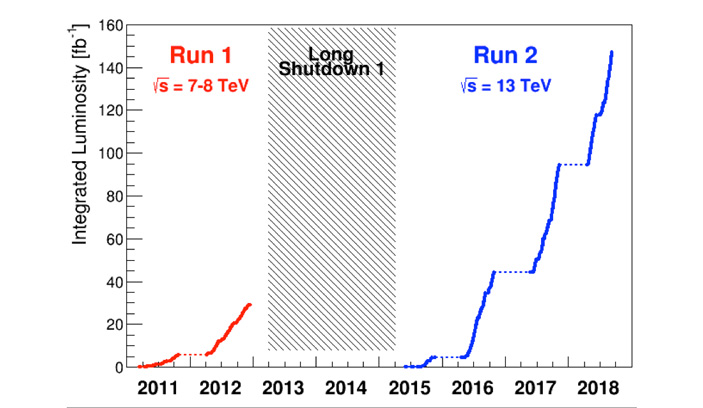 Integrated Luminosity [fb⁻¹]
160
140
120
100
80
60
40
20
0
Run 1
√s = 7-8 TeV
Long
Shutdown 1
Run 2
√s = 13 TeV
2011 2012 2013 2014 2015 2016 2017 2018